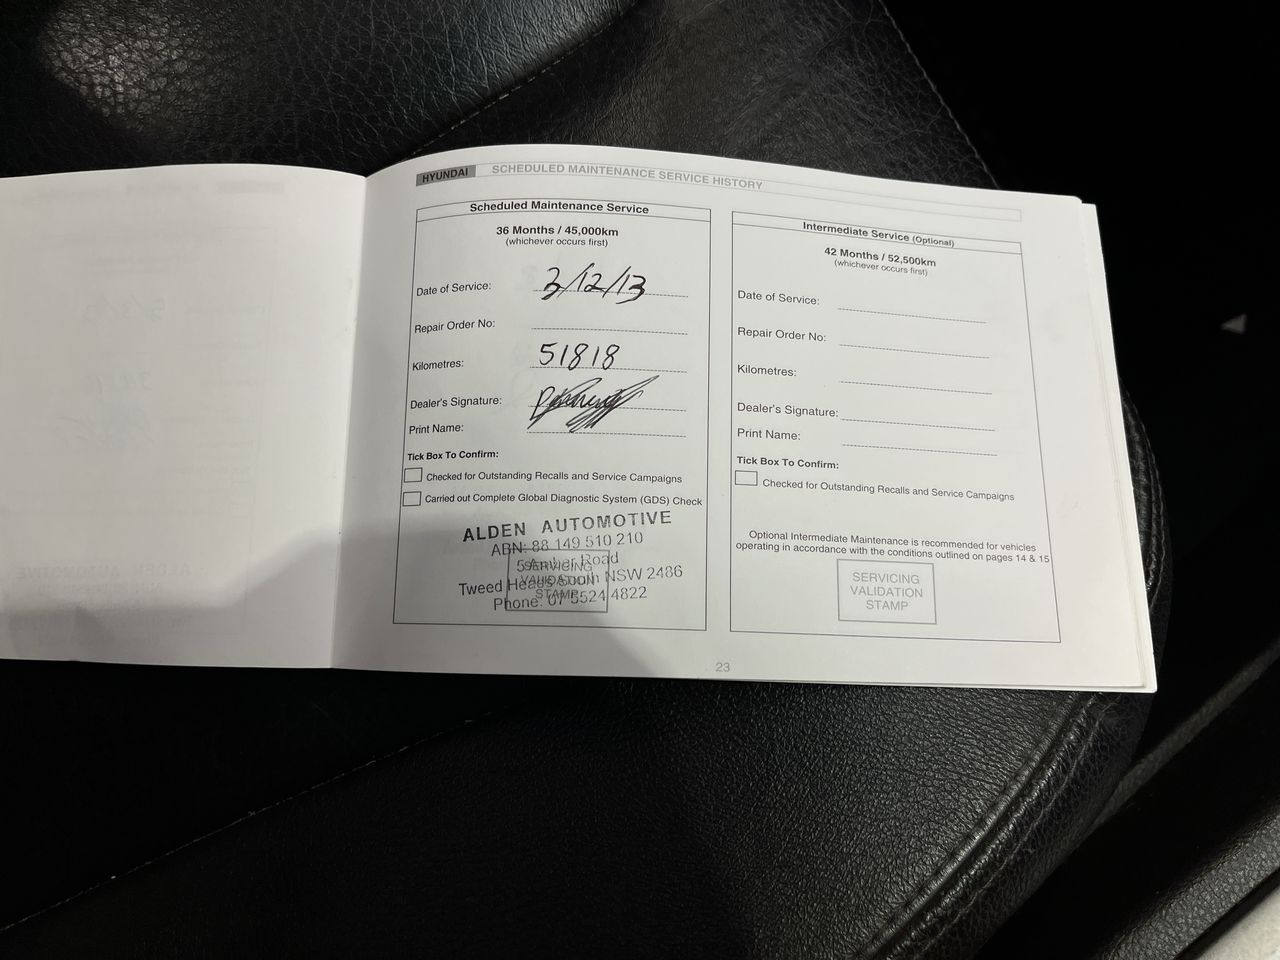 HYUNDAI SCHEDULED MAINTENANCE SERVICE HISTORY
Scheduled Maintenance Service
36 Months / 45,000km
(whichever occurs first)
Date of Service: 3/12/13
Repair Order No:
Kilometres: 51818
Dealer's Signature:
Print Name:
Tick Box To Confirm:
Checked for Outstanding Recalls and Service Campaigns
Carried out Complete Global Diagnostic System (GDS) Check
ALDEN AUTOMOTIVE
ABN: 88 149 510 210
5 Road
Tweed Heads South NSW 2486
Phone: 07 5524 4822
SERVICING
VALIDATION
STAMP
Intermediate Service (Optional)
42 Months / 52,500km
(whichever occurs first)
Date of Service:
Repair Order No:
Kilometres:
Dealer's Signature:
Print Name:
Tick Box To Confirm:
Checked for Outstanding Recalls and Service Campaigns
Optional Intermediate Maintenance is recommended for vehicles
operating in accordance with the conditions outlined on pages 14 & 15
SERVICING
VALIDATION
STAMP
23